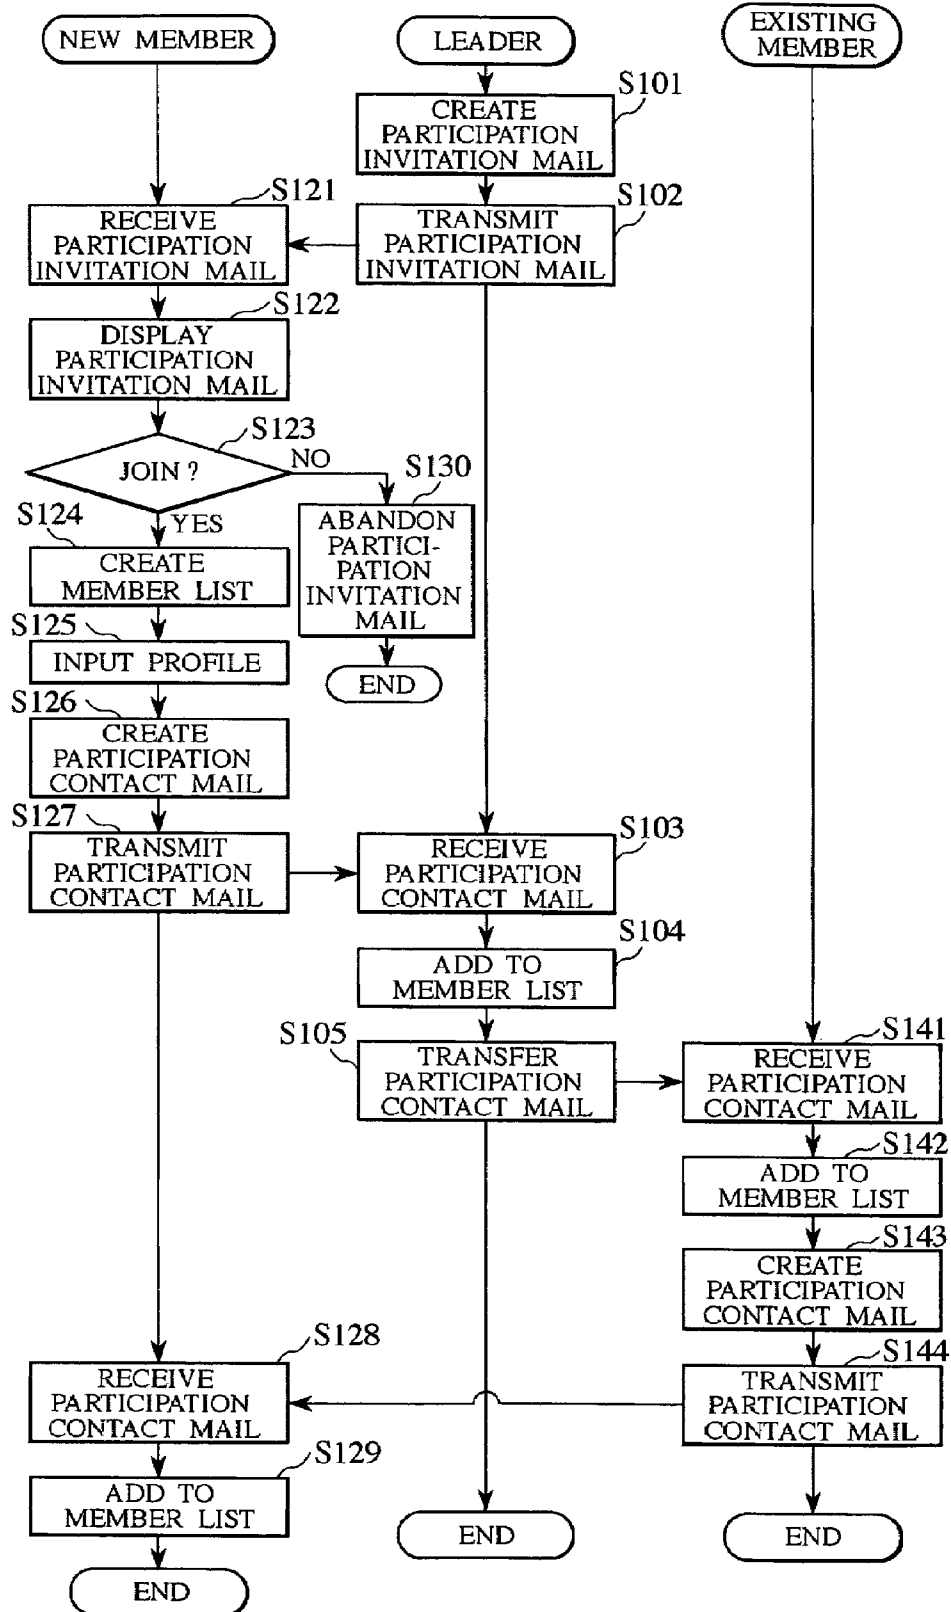 NEW MEMBER
LEADER
EXISTING
MEMBER
S101
CREATE
PARTICIPATION
INVITATION MAIL
S121
RECEIVE
PARTICIPATION
INVITATION MAIL
S102
TRANSMIT
PARTICIPATION
INVITATION MAIL
S122
DISPLAY
PARTICIPATION
INVITATION MAIL
S123
JOIN ?
NO
YES
S130
ABANDON
PARTICI-
PATION
INVITATION
MAIL
END
S124
CREATE
MEMBER LIST
S125
INPUT PROFILE
S126
CREATE
PARTICIPATION
CONTACT MAIL
S127
TRANSMIT
PARTICIPATION
CONTACT MAIL
S103
RECEIVE
PARTICIPATION
CONTACT MAIL
S104
ADD TO
MEMBER LIST
S105
TRANSFER
PARTICIPATION
CONTACT MAIL
S141
RECEIVE
PARTICIPATION
CONTACT MAIL
S142
ADD TO
MEMBER LIST
S143
CREATE
PARTICIPATION
CONTACT MAIL
S144
TRANSMIT
PARTICIPATION
CONTACT MAIL
S128
RECEIVE
PARTICIPATION
CONTACT MAIL
S129
ADD TO
MEMBER LIST
END
END
END